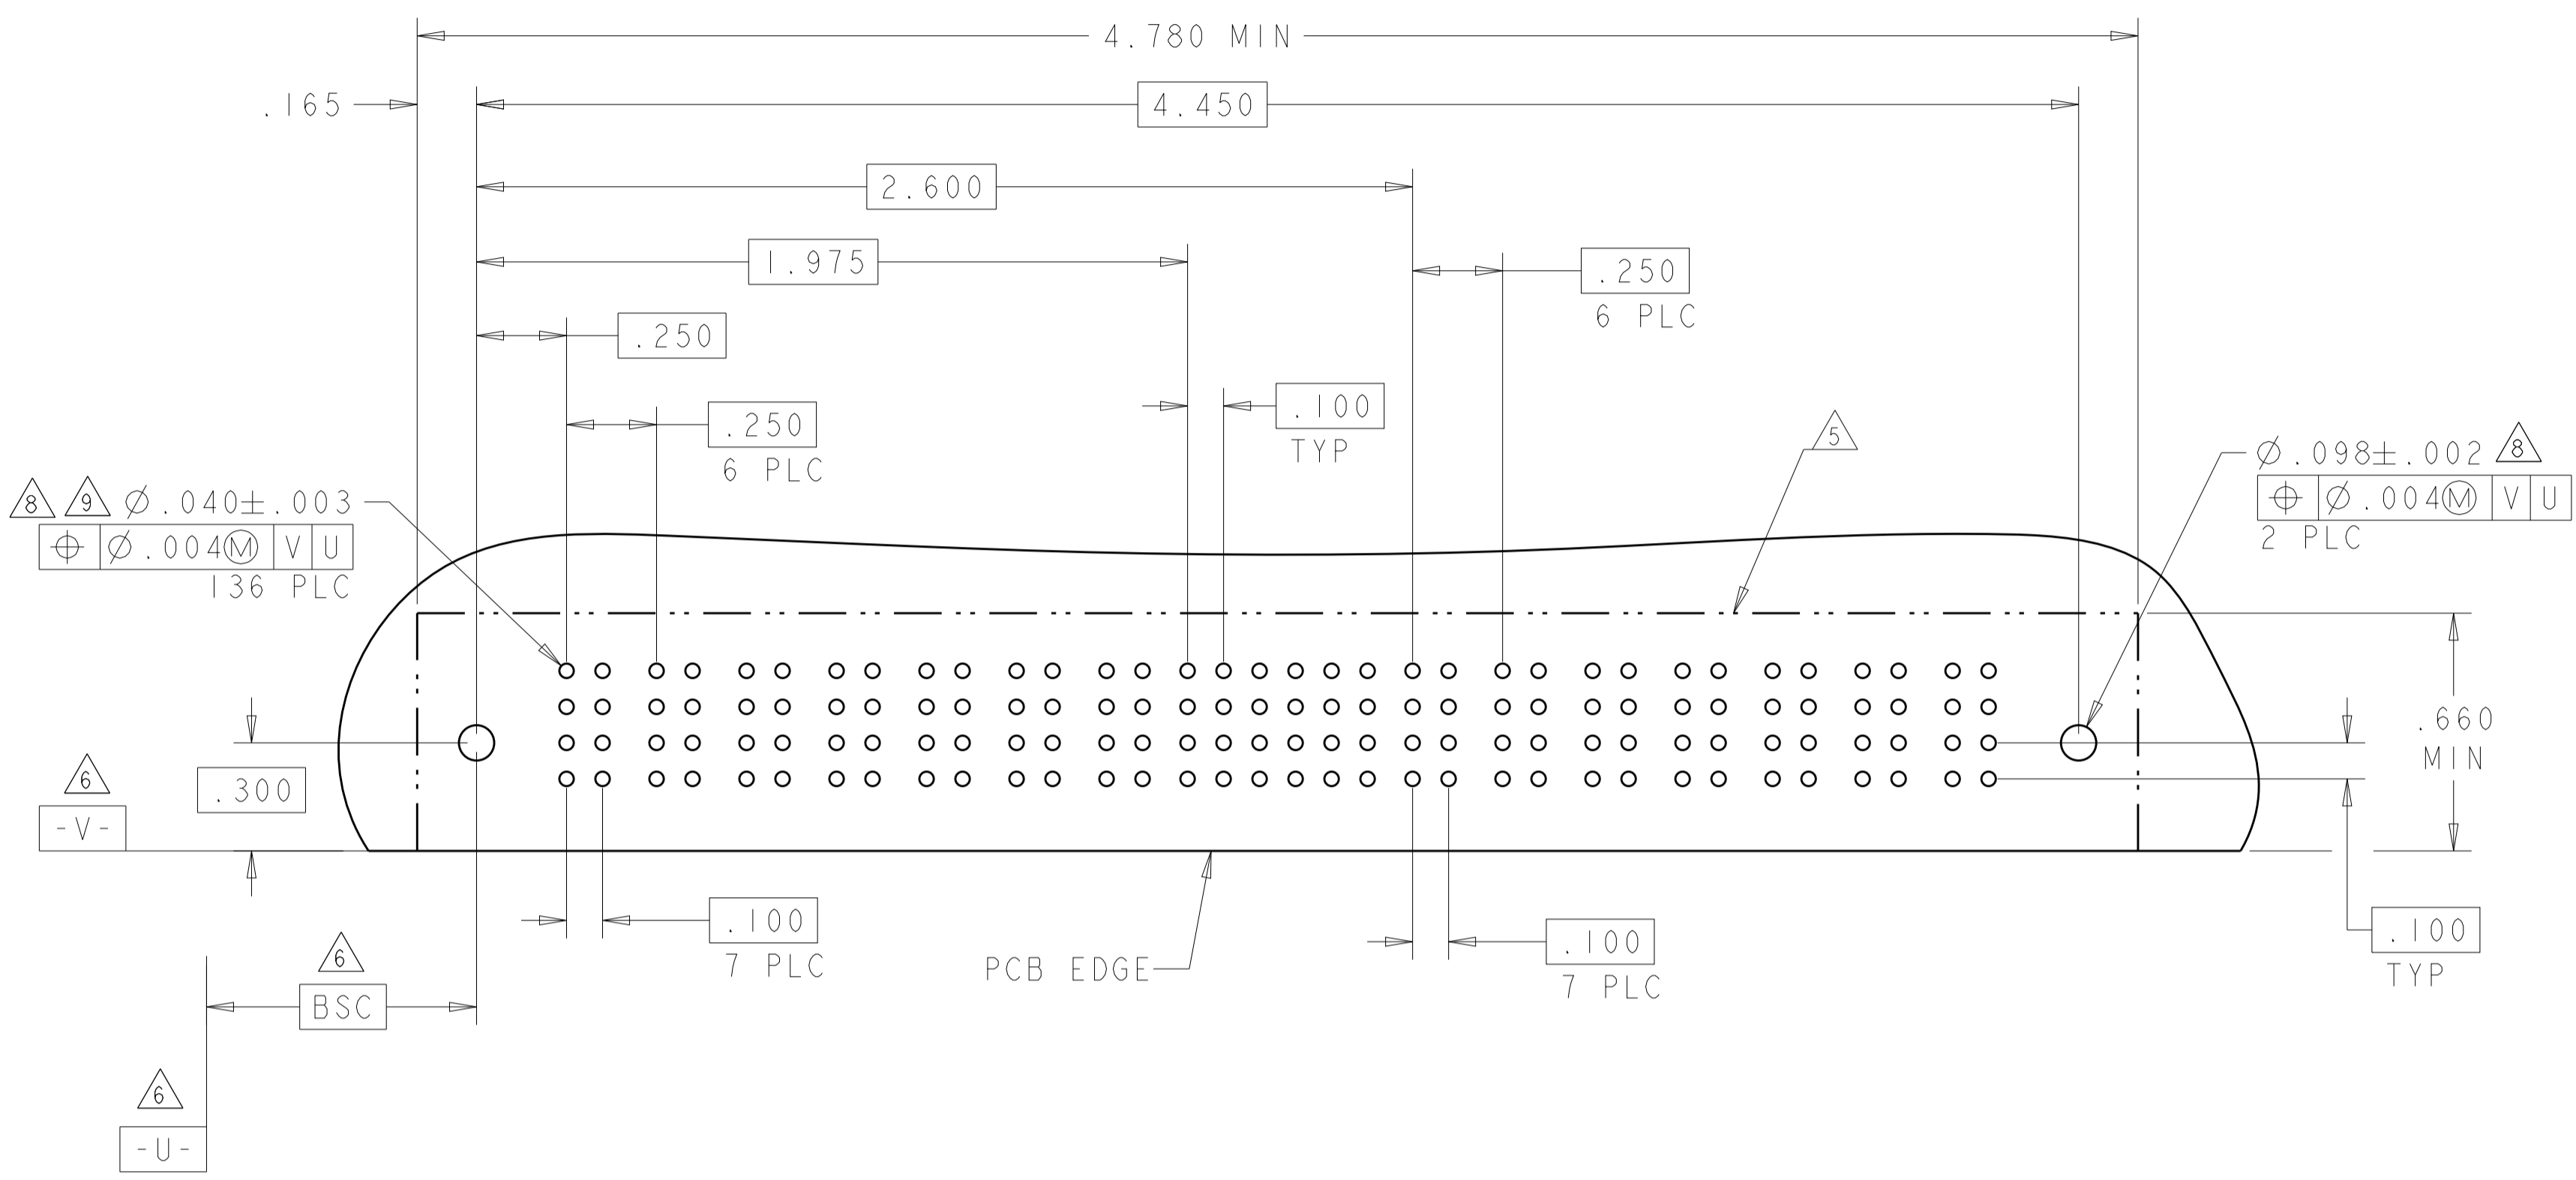 4.780 MIN
.165
4.450
2.600
1.975
.250
6 PLC
.250
.250
6 PLC
.100
TYP
5
8 9 Ø.040±.003
⌖ Ø.004Ⓜ V U
136 PLC
Ø.098±.002 8
⌖ Ø.004Ⓜ V U
2 PLC
.660
MIN
6
-V-
.300
.100
7 PLC
PCB EDGE
.100
7 PLC
.100
TYP
6
BSC
6
-U-